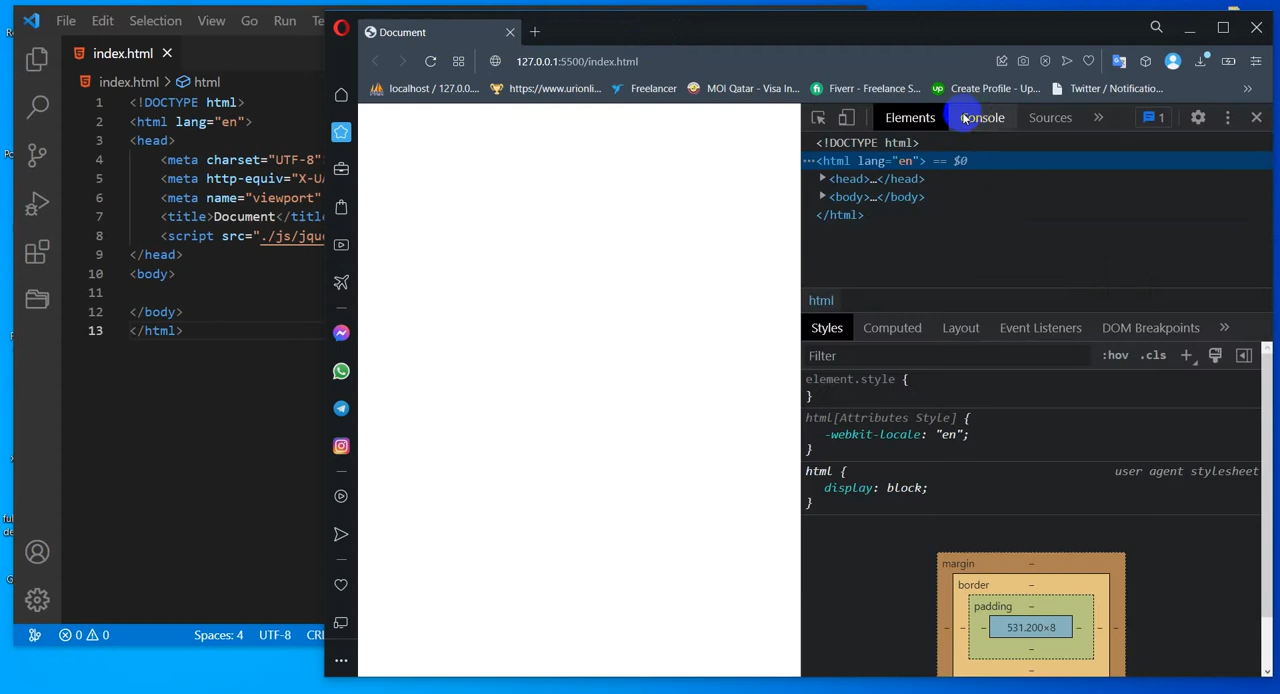 File Edit Selection View Go Run
index.html
index.html > html
1 <!DOCTYPE html>
2 <html lang="en">
3 <head>
4 <meta charset="UTF-8"
5 <meta http-equiv="X-UA
6 <meta name="viewport"
7 <title>Document</title
8 <script src="./js/jqu
9 </head>
10 <body>
11
12 </body>
13 </html>
0 0 Spaces: 4 UTF-8
Document
127.0.0.1:5500/index.html
localhost / 127.0.0.... https://www.urionli... Freelancer MOI Qatar - Visa In... Fiverr - Freelance S... up Create Profile - Up... Twitter / Notificatio...
Elements Console Sources 1
<!DOCTYPE html>
<html lang="en"> == $0
<head>…</head>
<body>…</body>
</html>
html
Styles Computed Layout Event Listeners DOM Breakpoints
Filter :hov .cls
element.style {
}
html[Attributes Style] {
-webkit-locale: "en";
}
html { user agent stylesheet
display: block;
}
margin –
border –
padding –
– – – 531.200×8 – – –
–
–